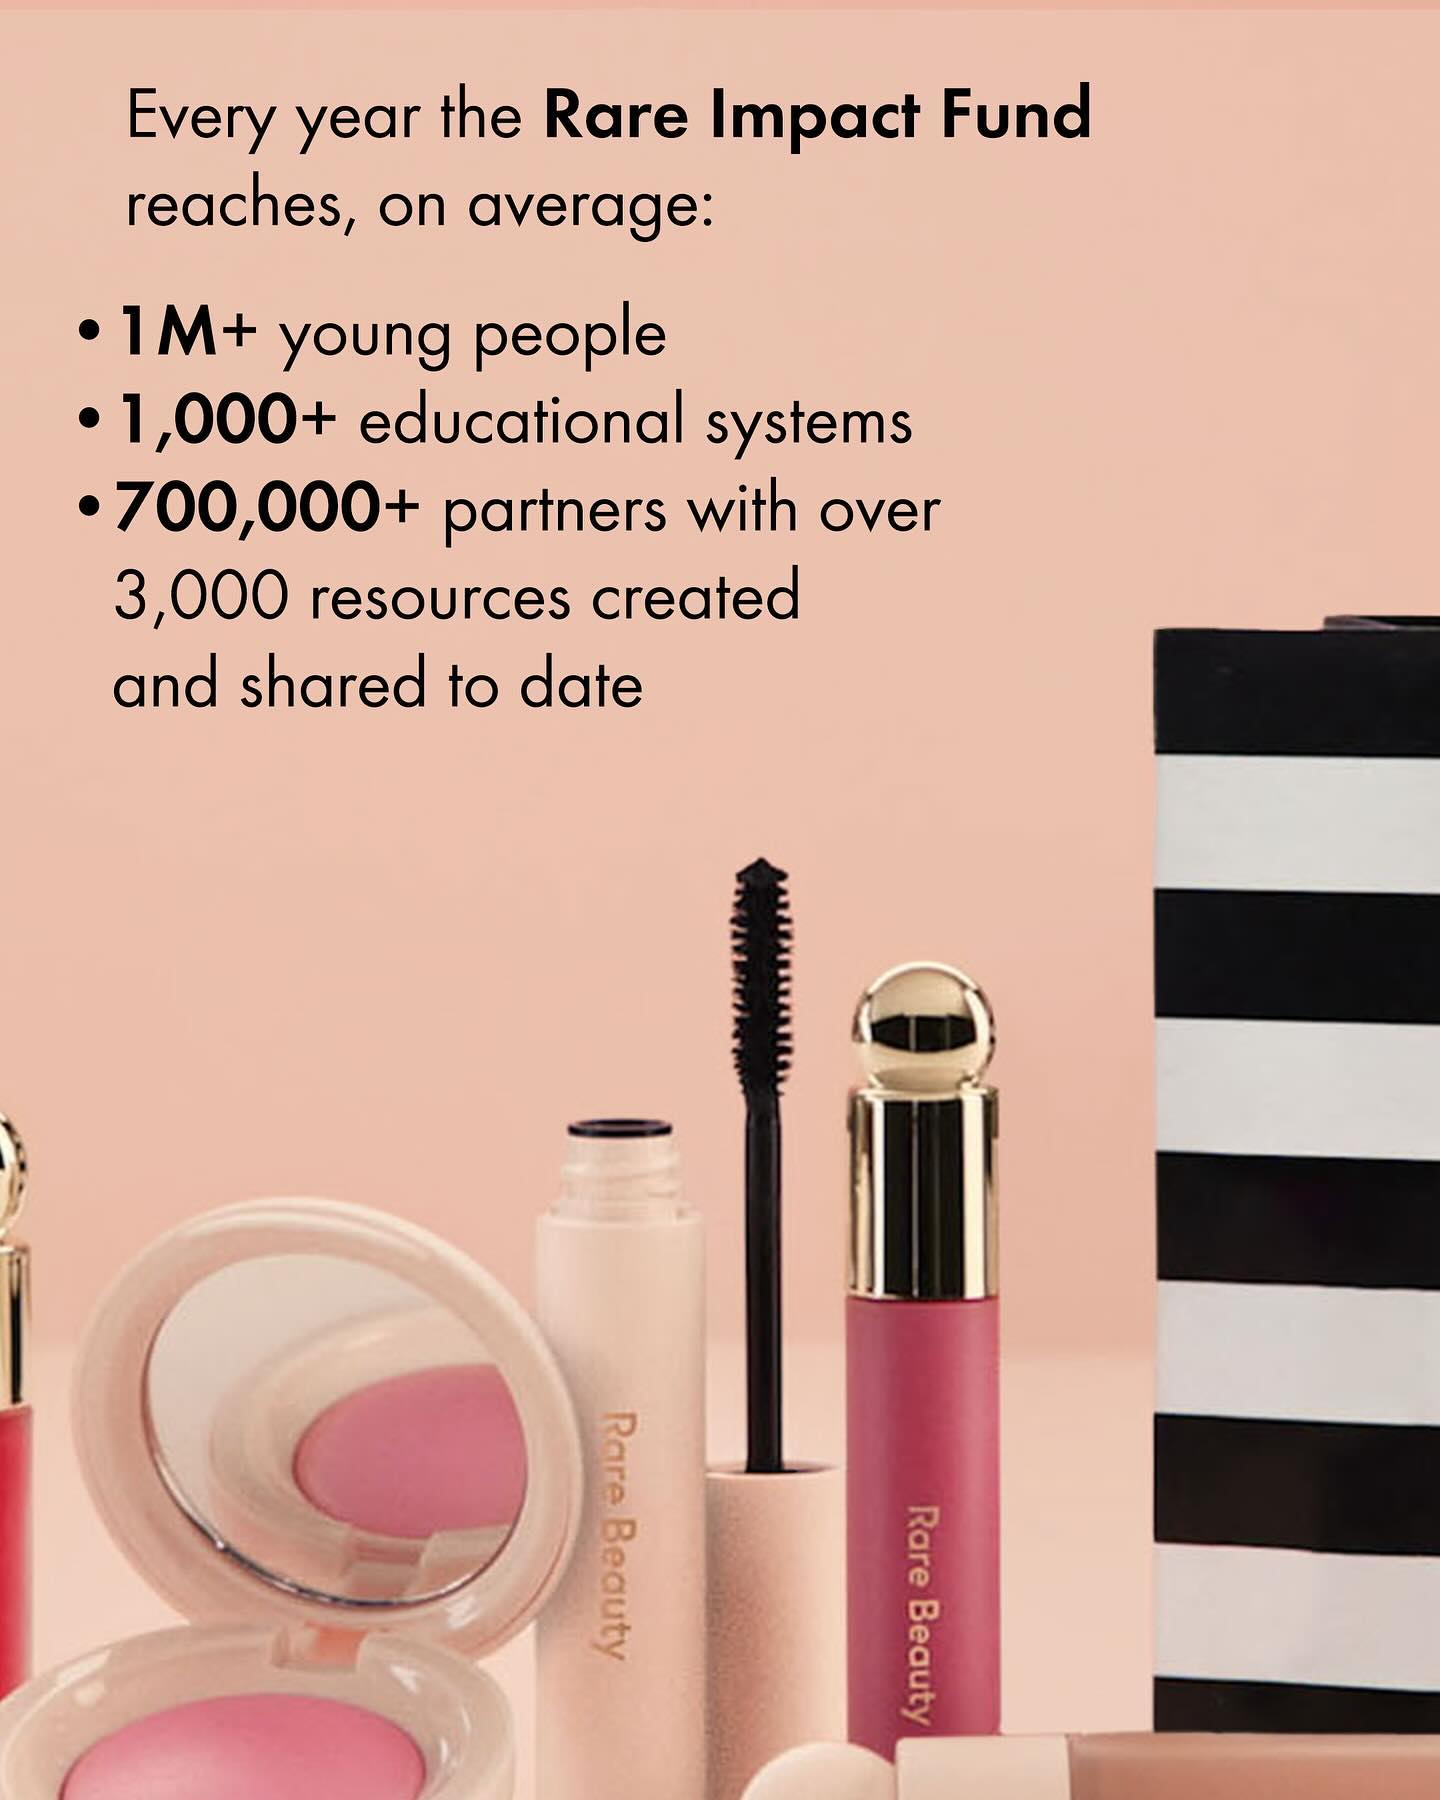 Every year the Rare Impact Fund
reaches, on average:
• 1M+ young people
• 1,000+ educational systems
• 700,000+ partners with over
3,000 resources created
and shared to date
Rare Beauty
Rare Beauty